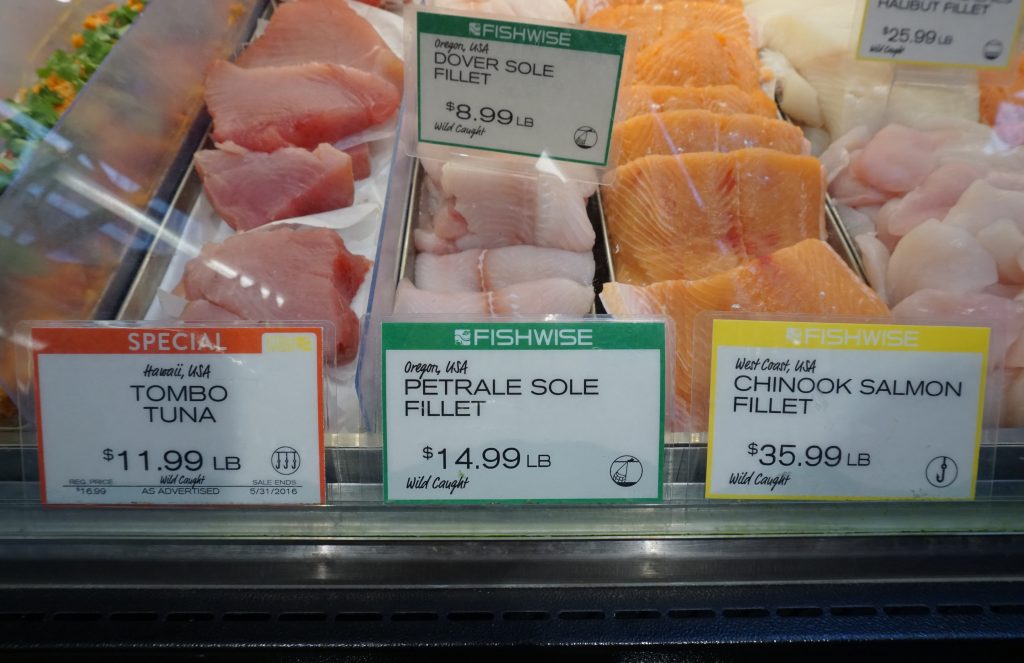 FISHWISE
Oregon, USA
DOVER SOLE
FILLET
$8.99 LB
Wild Caught
HALIBUT FILLET
$25.99
Wild Caught
SPECIAL
Hawaii, USA
TOMBO
TUNA
$11.99 LB
Wild Caught
REG. PRICE
$16.99
AS ADVERTISED
SALE ENDS
5/31/2016
FISHWISE
Oregon, USA
PETRALE SOLE
FILLET
$14.99 LB
Wild Caught
FISHWISE
West Coast, USA
CHINOOK SALMON
FILLET
$35.99 LB
Wild Caught